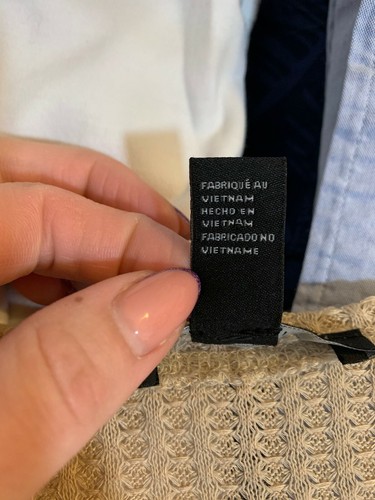 FABRIQUÉ AU
VIETNAM
HECHO EN
VIETNAM
FABRICADO NO
VIETNAME